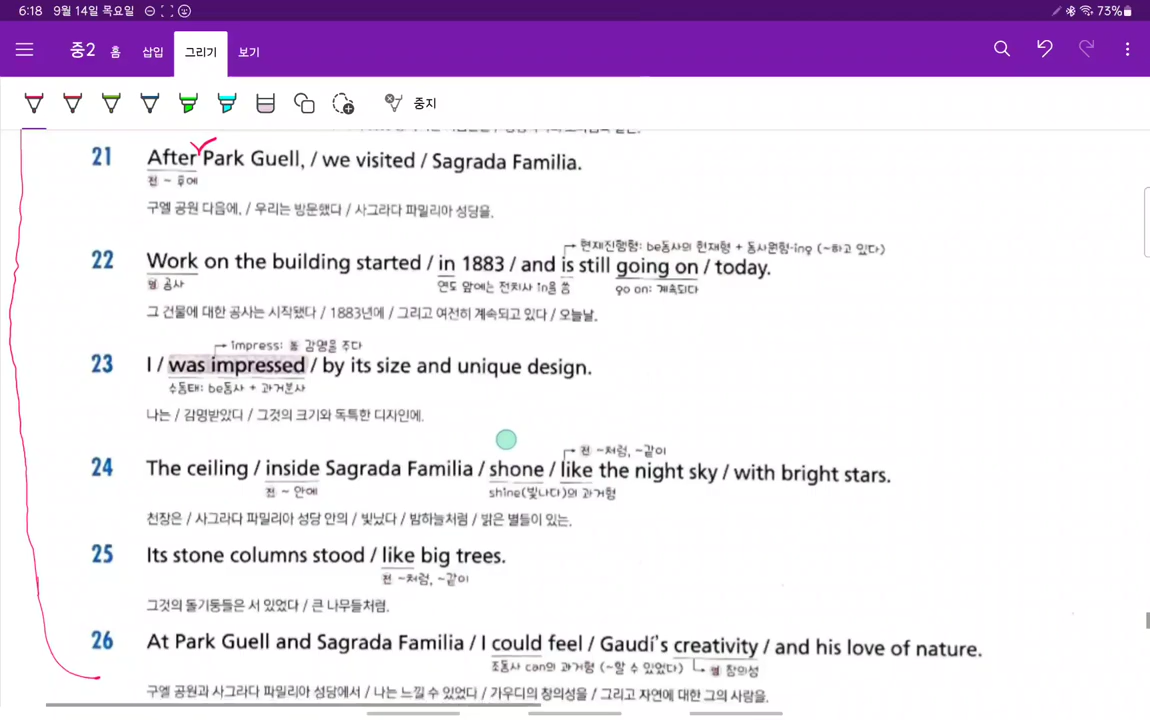 6:18 9월 14일 목요일 73%
중2 홈 삽입 그리기 보기
중지
21 After Park Guell, / we visited / Sagrada Familia.
전 ~ 후에
구엘 공원 다음에, / 우리는 방문했다 / 사그라다 파밀리아 성당을.
현재진행형: be동사의 현재형 + 동사원형-ing (~하고 있다)
22 Work on the building started / in 1883 / and is still going on / today.
명 공사 연도 앞에는 전치사 in을 씀 go on: 계속되다
그 건물에 대한 공사는 시작됐다 / 1883년에 / 그리고 여전히 계속되고 있다 / 오늘날.
impress: 동 감명을 주다
23 I / was impressed / by its size and unique design.
수동태: be동사 + 과거분사
나는 / 감명받았다 / 그것의 크기와 독특한 디자인에.
전 ~처럼, ~같이
24 The ceiling / inside Sagrada Familia / shone / like the night sky / with bright stars.
전 ~ 안에 shine(빛나다)의 과거형
천장은 / 사그라다 파밀리아 성당 안의 / 빛났다 / 밤하늘처럼 / 밝은 별들이 있는.
25 Its stone columns stood / like big trees.
전 ~처럼, ~같이
그것의 돌기둥들은 서 있었다 / 큰 나무들처럼.
26 At Park Guell and Sagrada Familia / I could feel / Gaudí's creativity / and his love of nature.
조동사 can의 과거형 (~할 수 있었다) 명 창의성
구엘 공원과 사그라다 파밀리아 성당에서 / 나는 느낄 수 있었다 / 가우디의 창의성을 / 그리고 자연에 대한 그의 사랑을.